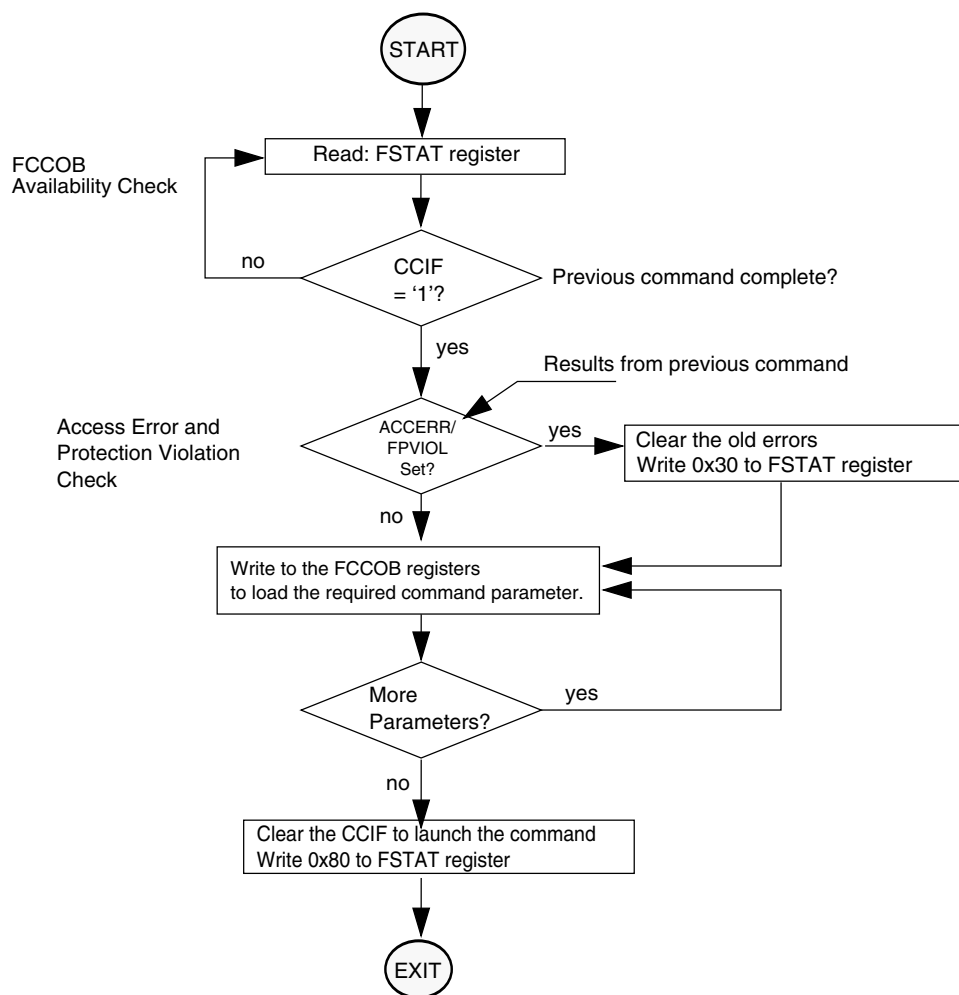 START
Read: FSTAT register
FCCOB
Availability Check
no
CCIF
= ‘1’?
Previous command complete?
yes
Results from previous command
Access Error and
Protection Violation
Check
ACCERR/
FPVIOL
Set?
yes
Clear the old errors
Write 0x30 to FSTAT register
no
Write to the FCCOB registers
to load the required command parameter.
More
Parameters?
yes
no
Clear the CCIF to launch the command
Write 0x80 to FSTAT register
EXIT